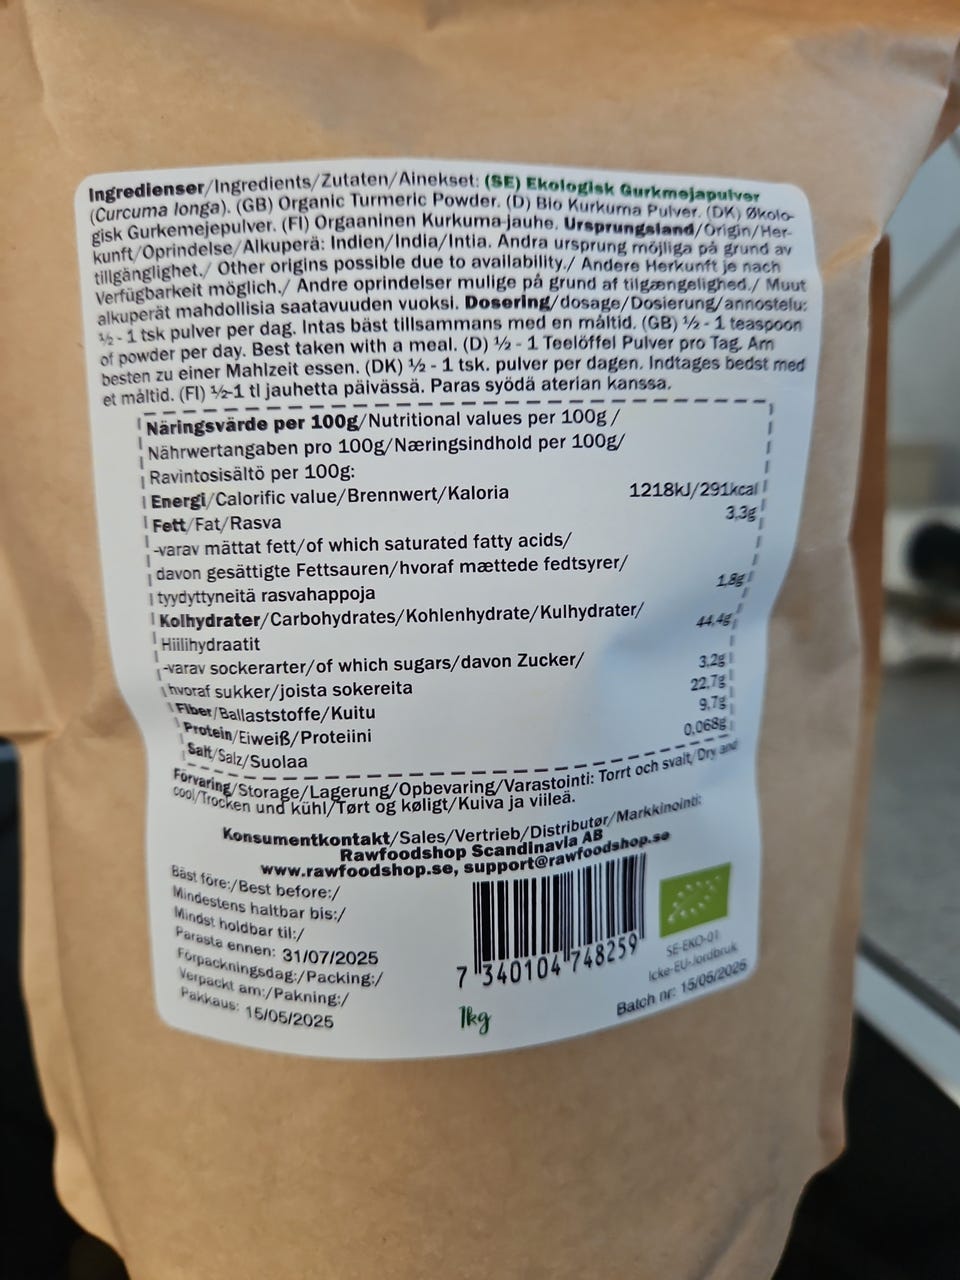 Ingredienser/Ingredients/Zutaten/Ainekset: (SE) Ekologisk Gurkmejapulver
(Curcuma longa). (GB) Organic Turmeric Powder. (D) Bio Kurkuma Pulver. (DK) Økolo-
gisk Gurkemejepulver. (FI) Orgaaninen Kurkuma-jauhe. Ursprungsland/Origin/Her-
kunft/Oprindelse/Alkuperä: Indien/India/Intia. Andra ursprung möjliga på grund av
tillgänglighet./ Other origins possible due to availability./ Andere Herkunft je nach
Verfügbarkeit möglich./ Andre oprindelser mulige på grund af tilgængelighed./ Muut
alkuperät mahdollisia saatavuuden vuoksi. Dosering/dosage/Dosierung/annostelu:
½ - 1 tsk pulver per dag. Intas bäst tillsammans med en måltid. (GB) ½ - 1 teaspoon
of powder per day. Best taken with a meal. (D) ½ - 1 Teelöffel Pulver pro Tag. Am
besten zu einer Mahlzeit essen. (DK) ½ - 1 tsk. pulver per dagen. Indtages bedst med
et måltid. (FI) ½-1 tl jauhetta päivässä. Paras syödä aterian kanssa.
Näringsvärde per 100g/Nutritional values per 100g/
Nährwertangaben pro 100g/Næringsindhold per 100g/
Ravintosisältö per 100g:
Energi/Calorific value/Brennwert/Kaloria 1218kJ/291kcal
Fett/Fat/Rasva 3,3g
-varav mättat fett/of which saturated fatty acids/
davon gesättigte Fettsauren/hvoraf mættede fedtsyrer/
tyydyttyneitä rasvahappoja 1,8g
Kolhydrater/Carbohydrates/Kohlenhydrate/Kulhydrater/
Hiilihydraatit 44,4g
-varav sockerarter/of which sugars/davon Zucker/
hvoraf sukker/joista sokereita 3,2g
Fiber/Ballaststoffe/Kuitu 22,7g
Protein/Eiweiß/Proteiini 9,7g
Salt/Salz/Suolaa 0,068g
Förvaring/Storage/Lagerung/Opbevaring/Varastointi: Torrt och svalt/Dry and
cool/Trocken und kühl/Tørt og køligt/Kuiva ja viileä.
Konsumentkontakt/Sales/Vertrieb/Distributør/Markkinointi:
Rawfoodshop Scandinavia AB
www.rawfoodshop.se, support@rawfoodshop.se
Bäst före:/Best before:/
Mindestens haltbar bis:/
Mindst holdbar til:/
Parasta ennen: 31/07/2025
Förpackningsdag:/Packing:/
Verpackt am:/Pakning:/
Pakkaus: 15/05/2025
7 340104 748259
1kg
SE-EKO-01
Icke-EU-Jordbruk
Batch nr: 15/05/2025